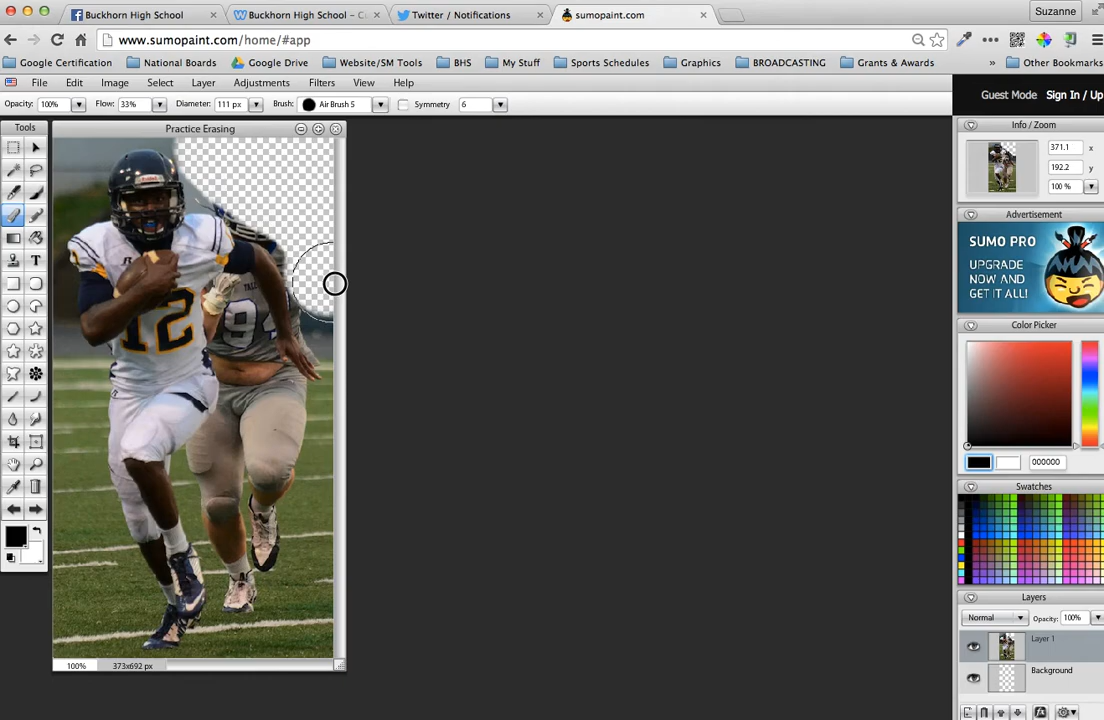 Buckhorn High School
Buckhorn High School – C
Twitter / Notifications
sumopaint.com
Suzanne
www.sumopaint.com/home/#app
Google Certification
National Boards
Google Drive
Website/SM Tools
BHS
My Stuff
Sports Schedules
Graphics
BROADCASTING
Grants & Awards
»
Other Bookmarks
File Edit Image Select Layer Adjustments Filters View Help
Opacity: 100% Flow: 33% Diameter: 111 px Brush: Air Brush 5 Symmetry 6
Guest Mode Sign In / Up
Tools
Practice Erasing
Info / Zoom
371.1 x
192.2 y
100 %
Advertisement
SUMO PRO
UPGRADE
NOW AND
GET IT ALL!
Color Picker
000000
Swatches
Layers
Normal Opacity: 100%
Layer 1
Background
T
12
94
100% 373x692 px